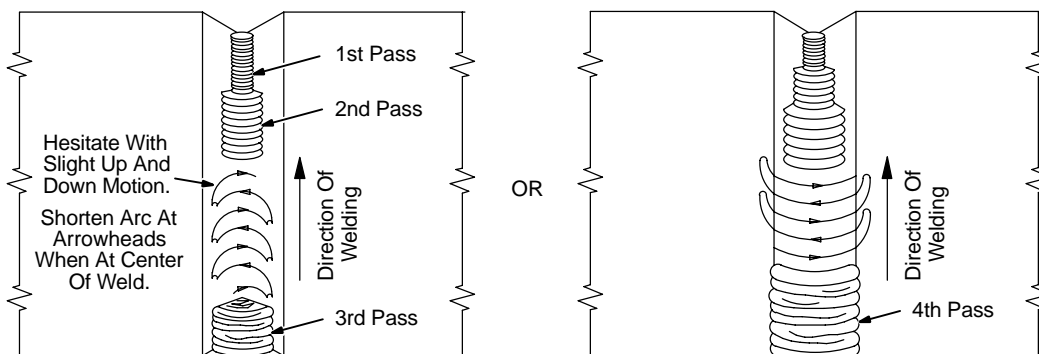 1st Pass
2nd Pass
Hesitate With
Slight Up And
Down Motion.
Shorten Arc At
Arrowheads
When At Center
Of Weld.
Direction Of
Welding
3rd Pass
OR
Direction Of
Welding
4th Pass